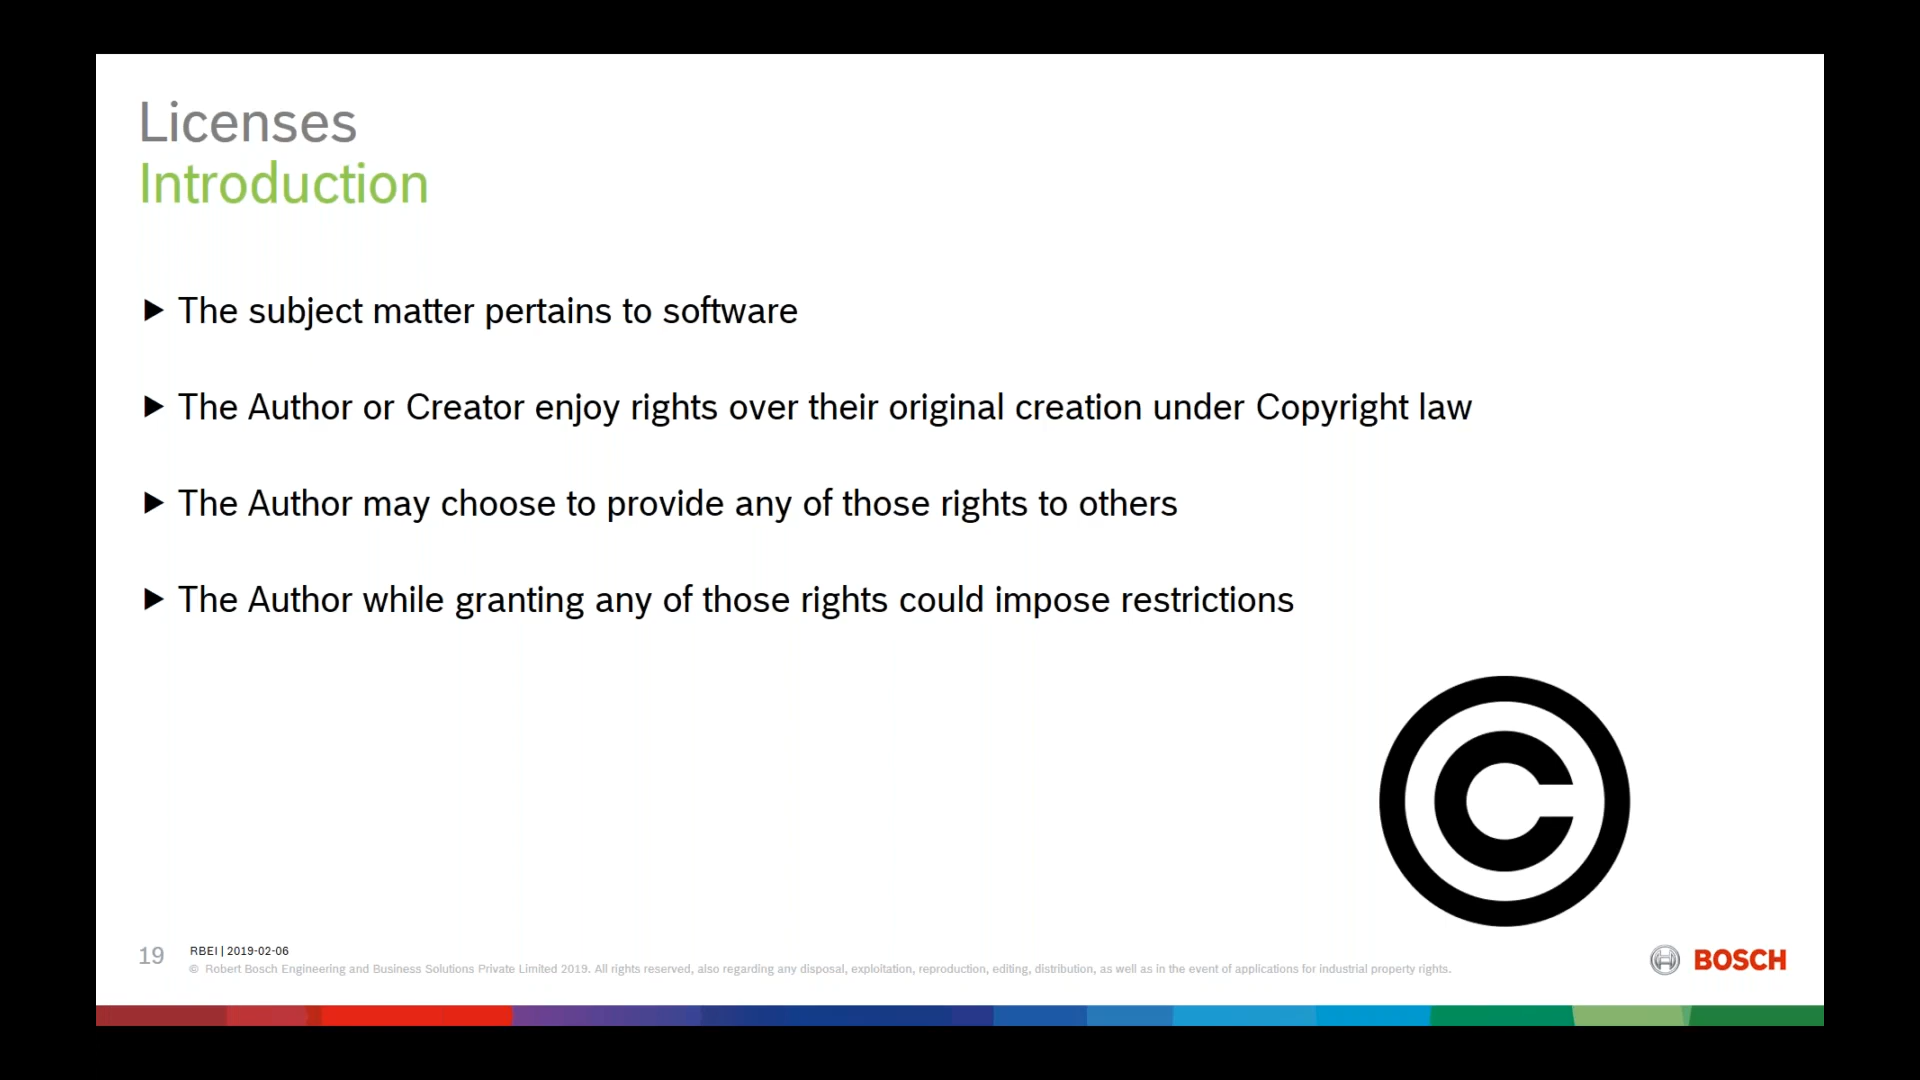 Licenses
Introduction
The subject matter pertains to software
The Author or Creator enjoy rights over their original creation under Copyright law
The Author may choose to provide any of those rights to others
The Author while granting any of those rights could impose restrictions
19
RBEI | 2019-02-06
© Robert Bosch Engineering and Business Solutions Private Limited 2019. All rights reserved, also regarding any disposal, exploitation, reproduction, editing, distribution, as well as in the event of applications for industrial property rights.
BOSCH